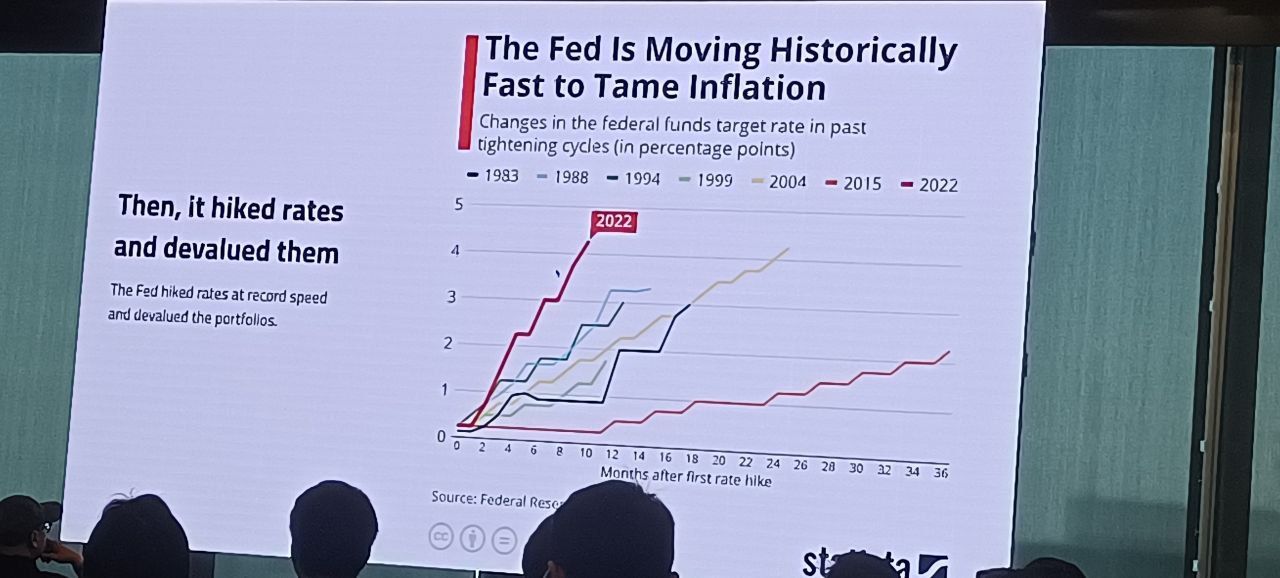 The Fed Is Moving Historically
Fast to Tame Inflation
Changes in the federal funds target rate in past
tightening cycles (in percentage points)
1983 1988 1994 1999 2004 2015 2022
Then, it hiked rates
and devalued them
The Fed hiked rates at record speed
and devalued the portfolios.
5
2022
4
3
2
1
0
0 2 4 6 8 10 12 14 16 18 20 22 24 26 28 30 32 34 36
Months after first rate hike
Source: Federal
cc